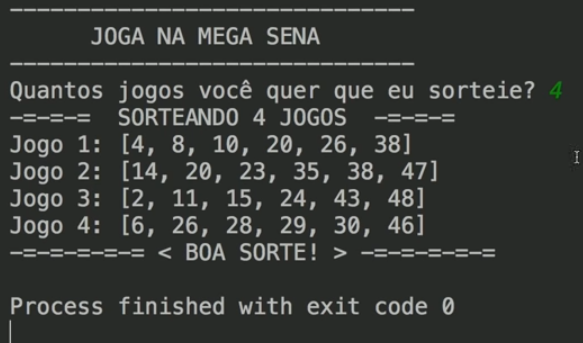 ------------------------------
JOGA NA MEGA SENA
------------------------------
Quantos jogos você quer que eu sorteie? 4
-=-=-= SORTEANDO 4 JOGOS -=-=-=
Jogo 1: [4, 8, 10, 20, 26, 38]
Jogo 2: [14, 20, 23, 35, 38, 47]
Jogo 3: [2, 11, 15, 24, 43, 48]
Jogo 4: [6, 26, 28, 29, 30, 46]
-=-=-=-=-= < BOA SORTE! > -=-=-=-=-=
Process finished with exit code 0